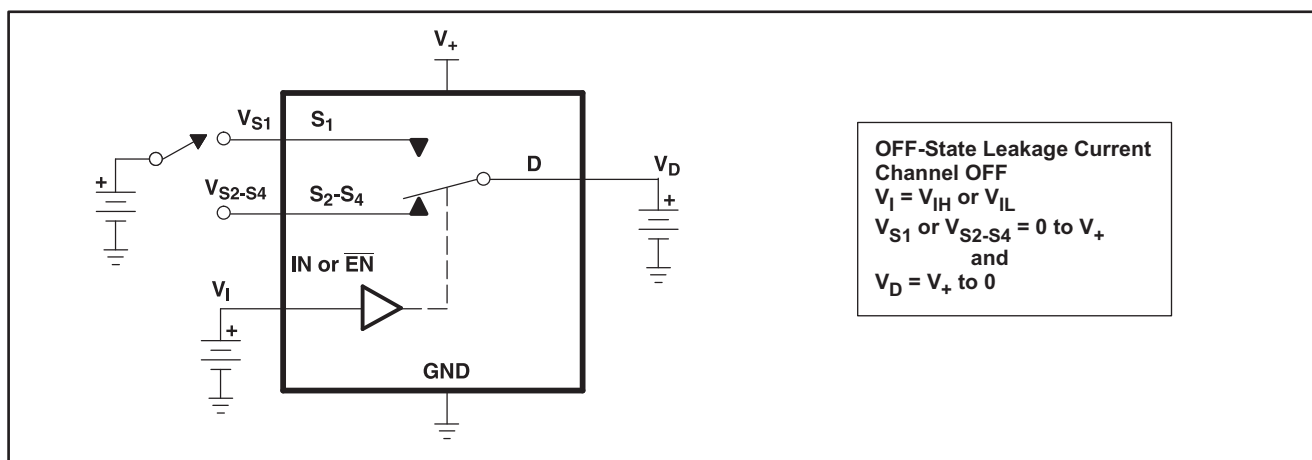 V+
VS1
S1
+
VS2-S4
S2-S4
D
VD
+
IN or EN
VI
+
GND
OFF-State Leakage Current
Channel OFF
VI = VIH or VIL
VS1 or VS2-S4 = 0 to V+
and
VD = V+ to 0